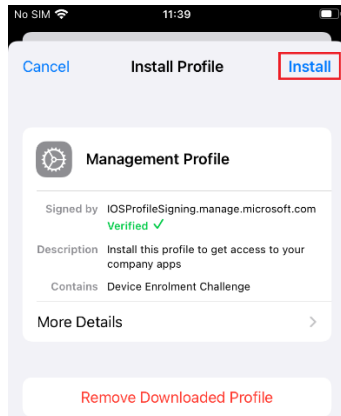 No SIM 11:39
Cancel Install Profile Install
Management Profile
Signed by IOSProfileSigning.manage.microsoft.com
Verified ✓
Description Install this profile to get access to your
company apps
Contains Device Enrolment Challenge
More Details
Remove Downloaded Profile